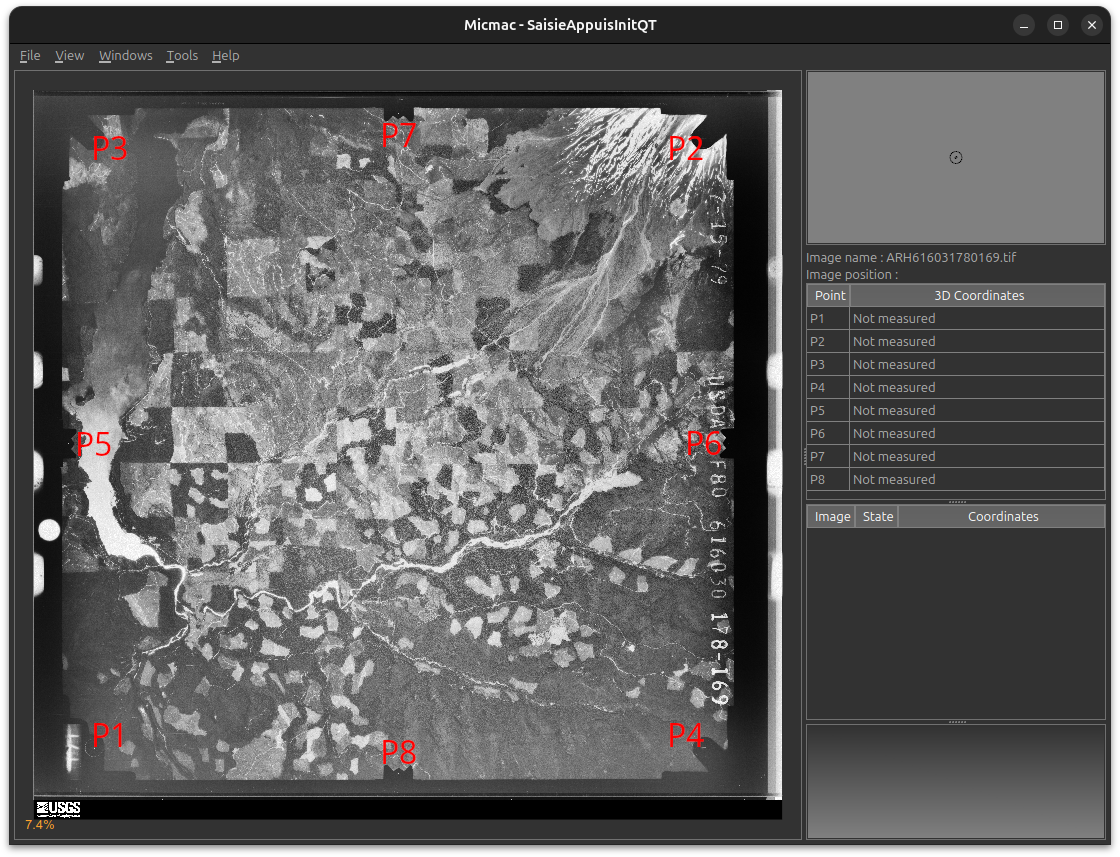 Micmac - SaisieAppuisInitQT
File View Windows Tools Help
P3
P7
P2
7-15-79
P5
P6
USDA F80 616030 178-169
P1
P8
P4
USGS
7.4%
Image name : ARH616031780169.tif
Image position :
Point 3D Coordinates
P1 Not measured
P2 Not measured
P3 Not measured
P4 Not measured
P5 Not measured
P6 Not measured
P7 Not measured
P8 Not measured
Image State Coordinates